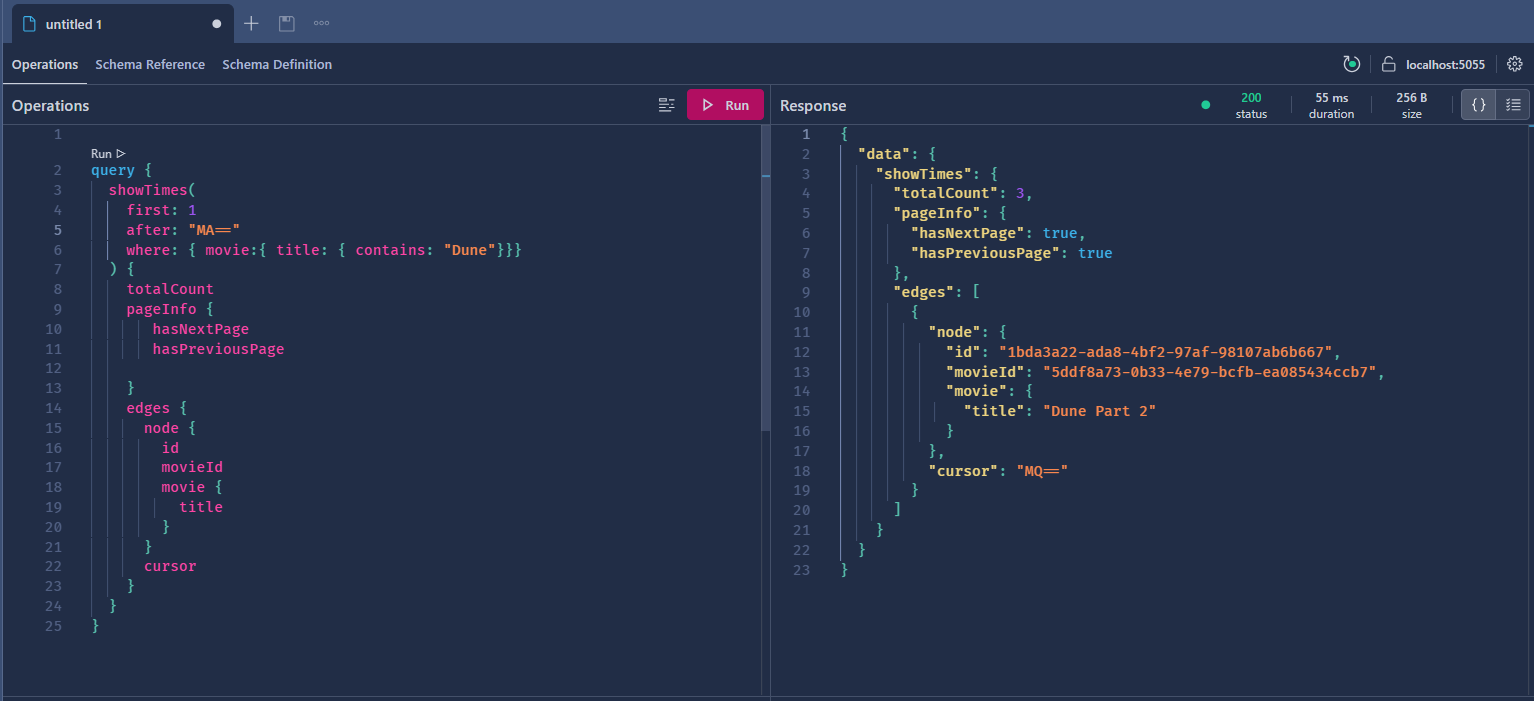 untitled 1
Operations Schema Reference Schema Definition
localhost:5055
Operations
Run
Response
200 status
55 ms duration
256 B size
1
Run
2 query {
3 showTimes(
4 first: 1
5 after: "MA=="
6 where: { movie:{ title: { contains: "Dune"}}}
7 ) {
8 totalCount
9 pageInfo {
10 hasNextPage
11 hasPreviousPage
12
13 }
14 edges {
15 node {
16 id
17 movieId
18 movie {
19 title
20 }
21 }
22 cursor
23 }
24 }
25 }
1 {
2 "data": {
3 "showTimes": {
4 "totalCount": 3,
5 "pageInfo": {
6 "hasNextPage": true,
7 "hasPreviousPage": true
8 },
9 "edges": [
10 {
11 "node": {
12 "id": "1bda3a22-ada8-4bf2-97af-98107ab6b667",
13 "movieId": "5ddf8a73-0b33-4e79-bcfb-ea085434ccb7",
14 "movie": {
15 "title": "Dune Part 2"
16 }
17 },
18 "cursor": "MQ=="
19 }
20 ]
21 }
22 }
23 }